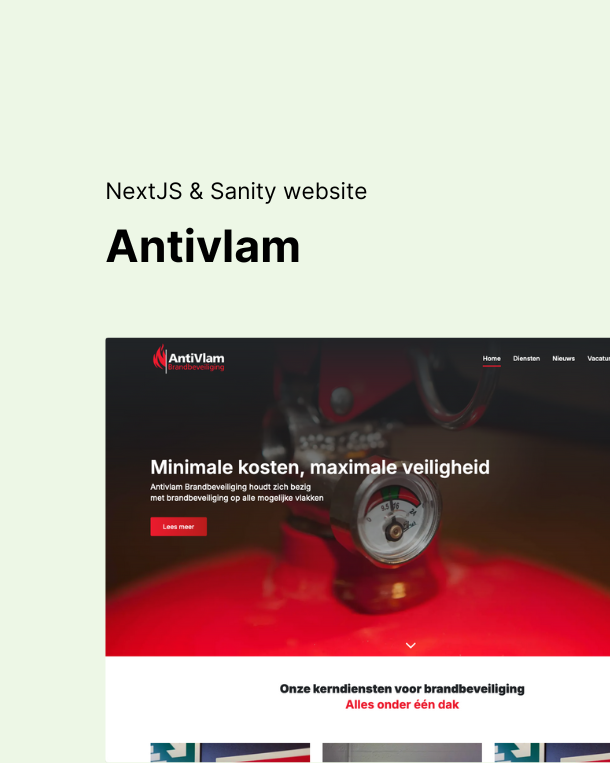 NextJS & Sanity website
Antivlam
AntiVlam
Brandbeveiliging
Home Diensten Nieuws
Minimale kosten, maximale veiligheid
Antivlam Brandbeveiliging houdt zich bezig
met brandbeveiliging op alle mogelijke vlakken
Lees meer
Onze kerndiensten voor brandbeveiliging
Alles onder één dak